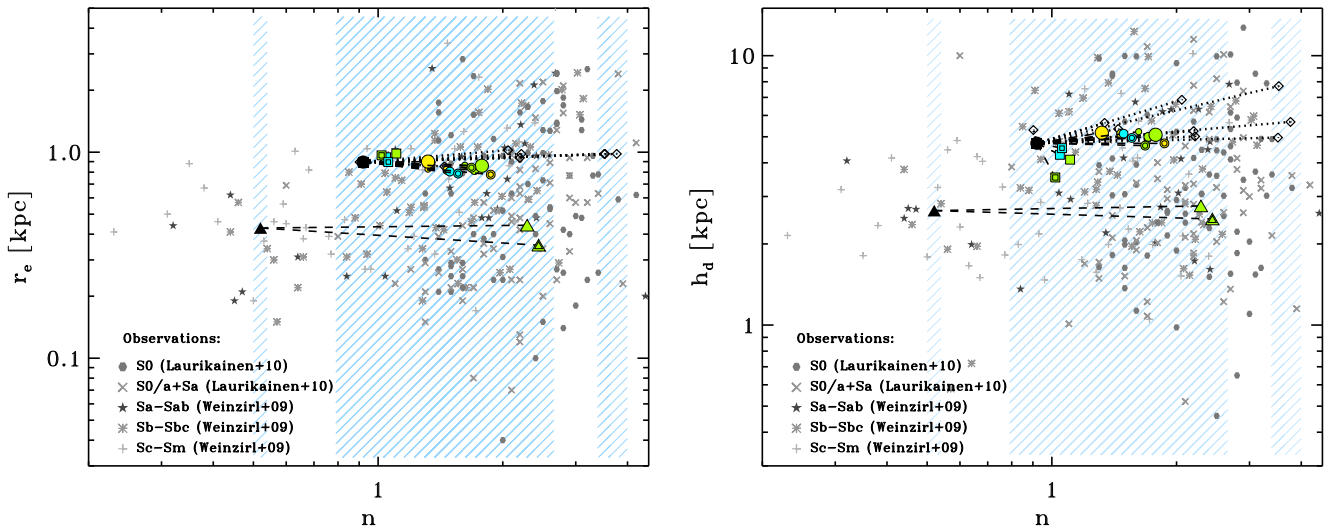 1.0
0.1
r_e [kpc]
Observations:
S0 (Laurikainen+10)
S0/a+Sa (Laurikainen+10)
Sa-Sab (Weinzirl+09)
Sb-Sbc (Weinzirl+09)
Sc-Sm (Weinzirl+09)
1
n
10
1
h_d [kpc]
Observations:
S0 (Laurikainen+10)
S0/a+Sa (Laurikainen+10)
Sa-Sab (Weinzirl+09)
Sb-Sbc (Weinzirl+09)
Sc-Sm (Weinzirl+09)
1
n